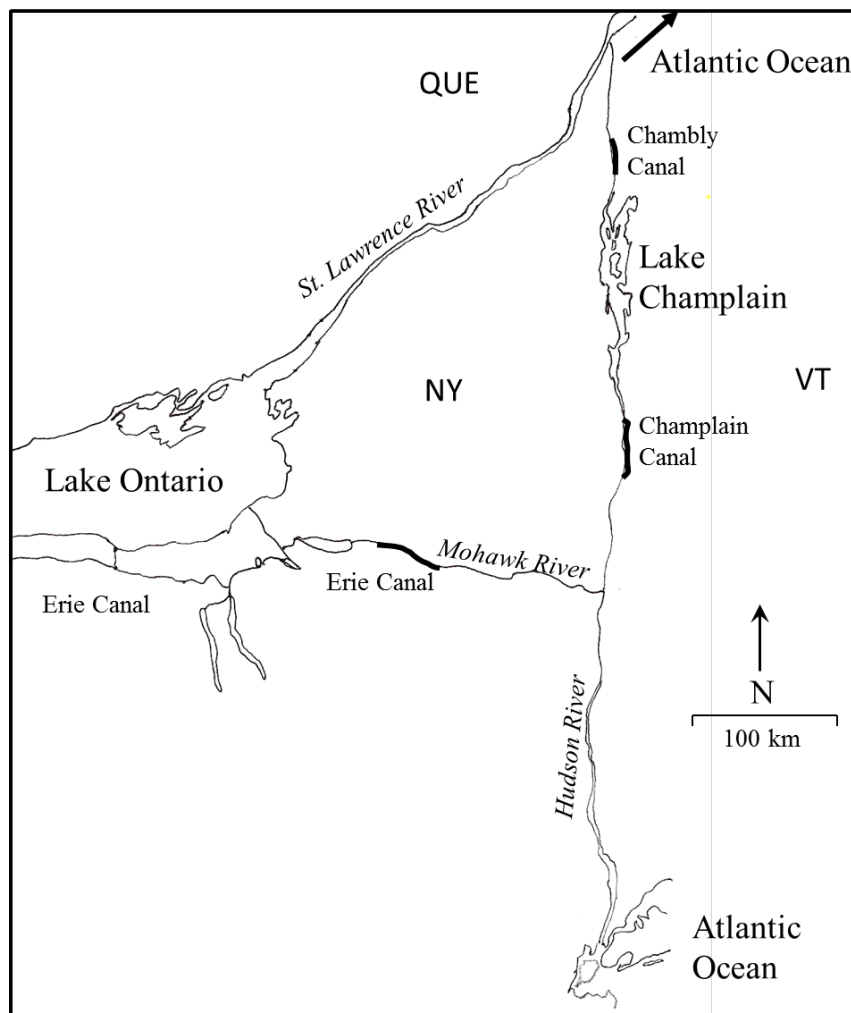 Atlantic Ocean
QUE
Chambly
Canal
St. Lawrence River
Lake
Champlain
NY
VT
Champlain
Canal
Lake Ontario
Mohawk River
Erie Canal
Erie Canal
N
100 km
Hudson River
Atlantic
Ocean